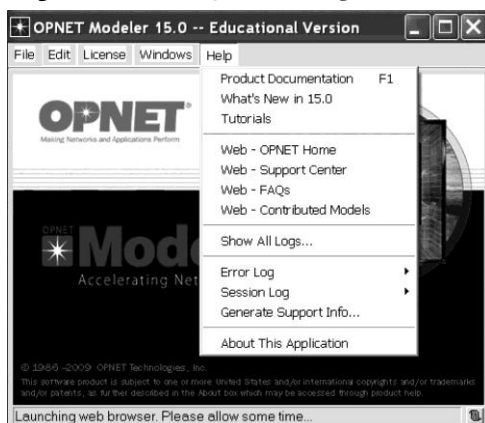 OPNET Modeler 15.0 -- Educational Version
File Edit License Windows Help
Product Documentation F1
What's New in 15.0
Tutorials
Web - OPNET Home
Web - Support Center
Web - FAQs
Web - Contributed Models
Show All Logs...
Error Log
Session Log
Generate Support Info...
About This Application
OPNET®
Making Networks and Applications Perform
OPNET
Mode
Accelerating Net
© 1986-2009 OPNET Technologies, Inc.
This software product is subject to one or more United States and/or international copyrights and/or trademarks
and/or patents, as further described in the About box which may be accessed through product help.
Launching web browser. Please allow some time...